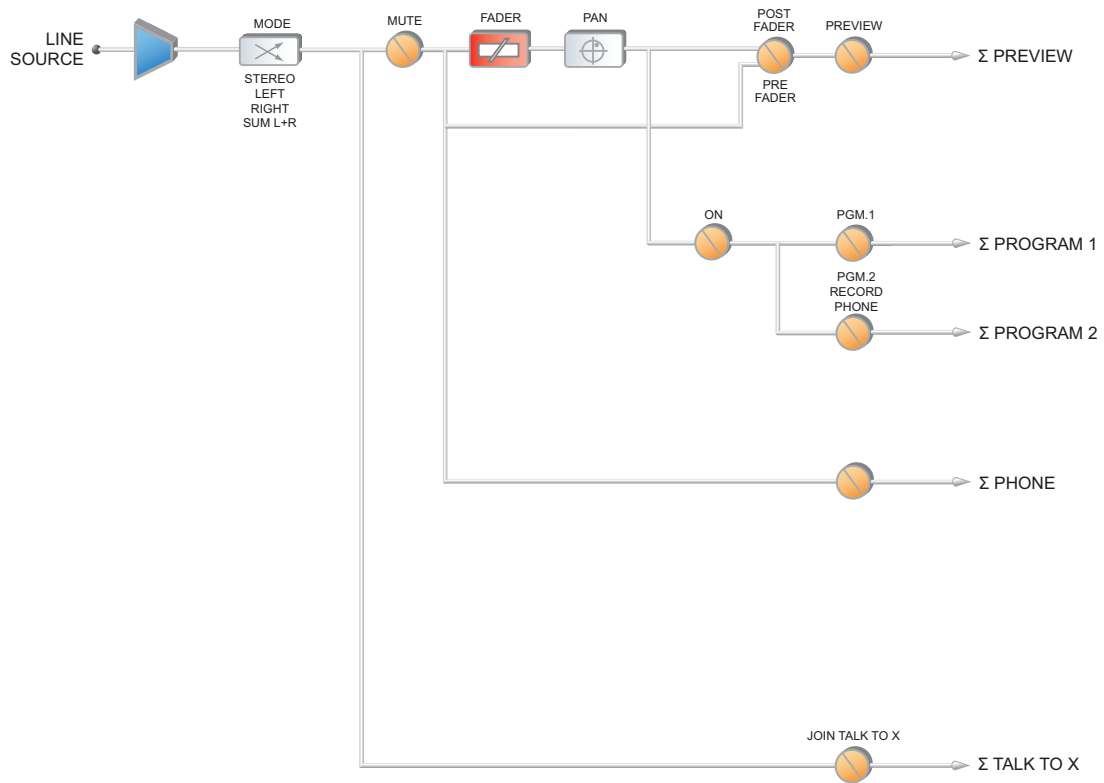 LINE
SOURCE
MODE
STEREO
LEFT
RIGHT
SUM L+R
MUTE
FADER
PAN
POST
FADER
PRE
FADER
PREVIEW
Σ PREVIEW
ON
PGM.1
Σ PROGRAM 1
PGM.2
RECORD
PHONE
Σ PROGRAM 2
Σ PHONE
JOIN TALK TO X
Σ TALK TO X